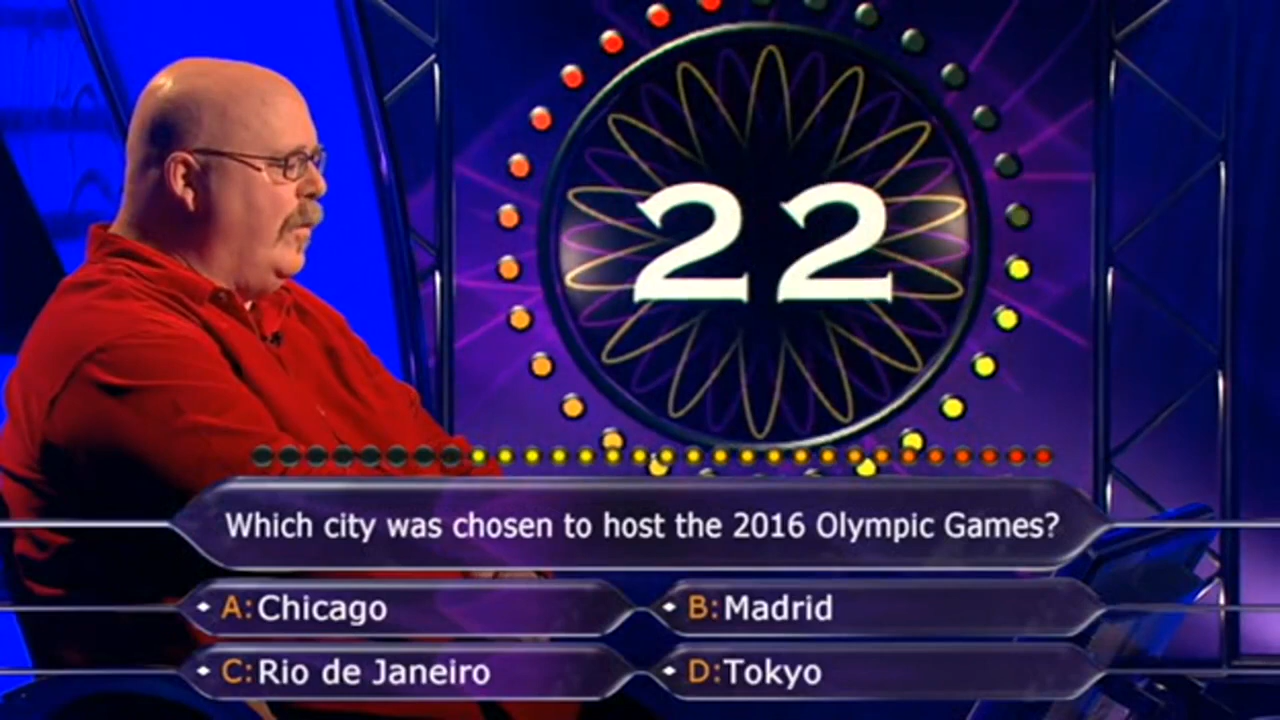 22
Which city was chosen to host the 2016 Olympic Games?
A: Chicago
B: Madrid
C: Rio de Janeiro
D: Tokyo